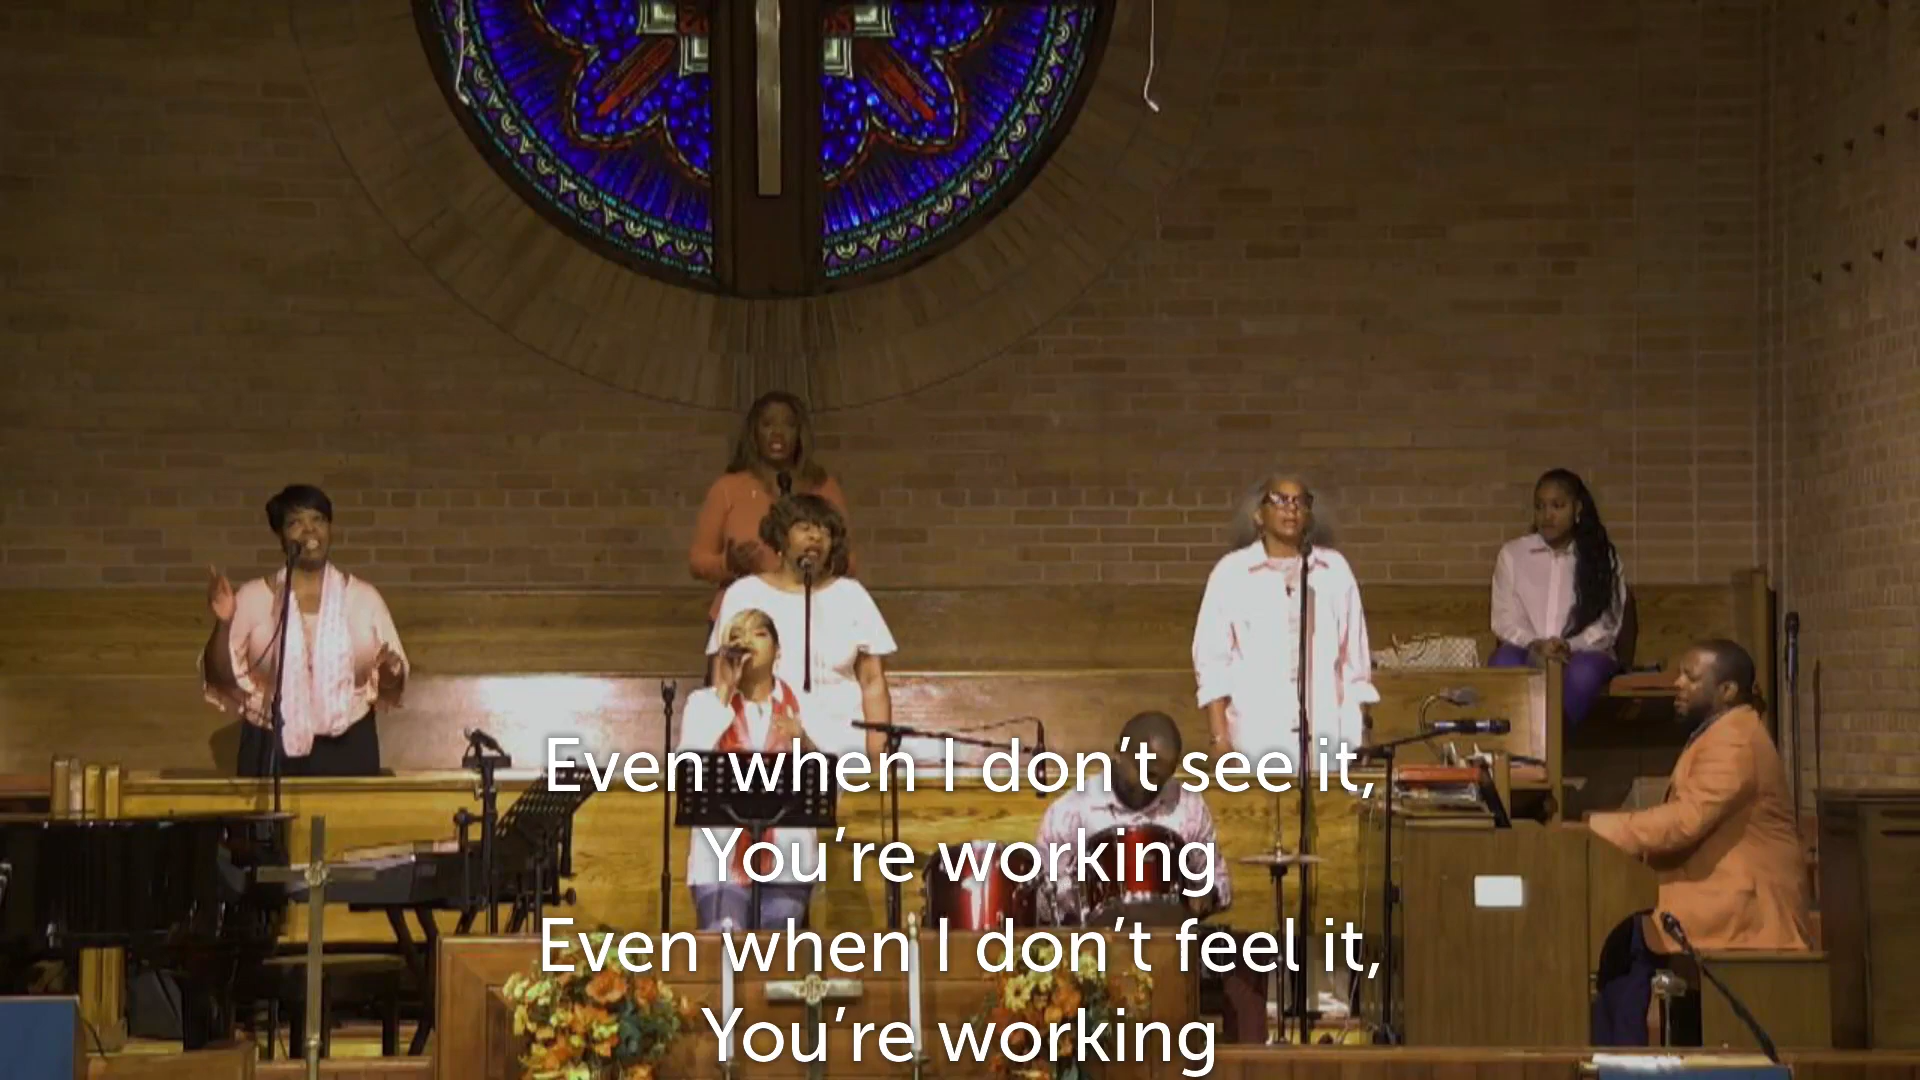 Even when I don’t see it,
You’re working
Even when I don’t feel it,
You’re working